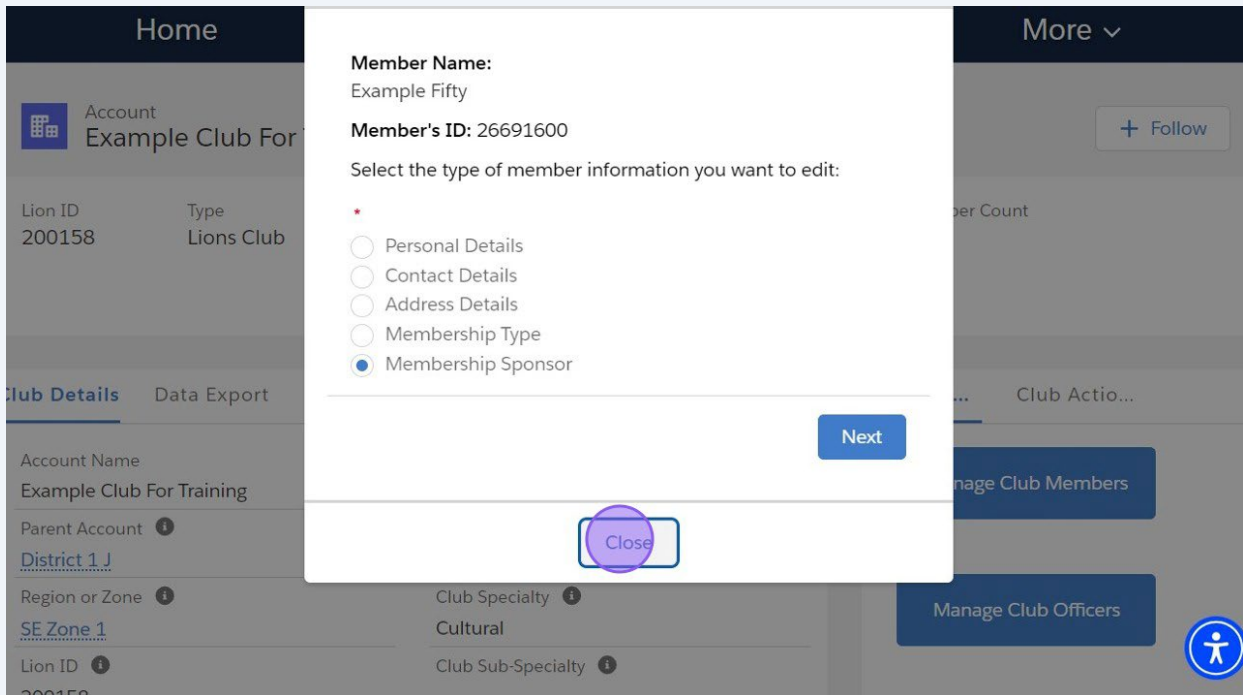 Home
More
Account
Example Club For
+ Follow
Lion ID
200158
Type
Lions Club
Member Name:
Example Fifty
Member's ID: 26691600
Select the type of member information you want to edit:
*
Personal Details
Contact Details
Address Details
Membership Type
Membership Sponsor
Next
Close
Count
Club Details
Data Export
...
Club Actio...
Account Name
Example Club For Training
Parent Account
District 1 J
Region or Zone
SE Zone 1
Lion ID
Club Specialty
Cultural
Club Sub-Specialty
Club Members
Manage Club Officers